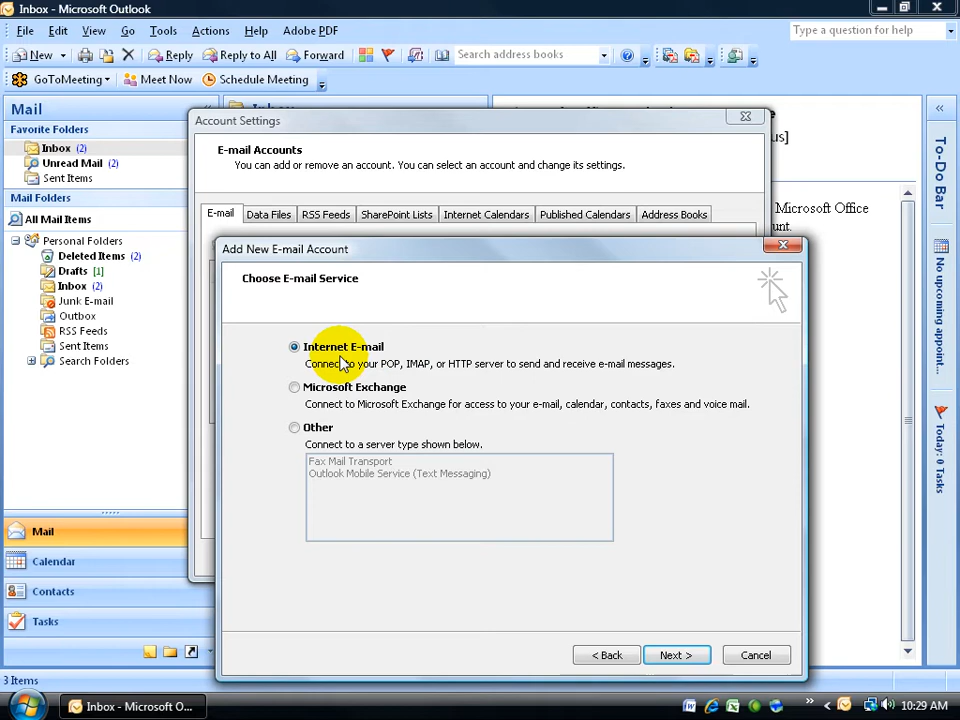 Inbox - Microsoft Outlook
File Edit View Go Tools Actions Help Adobe PDF
Type a question for help
New Reply Reply to All Forward Search address books
GoToMeeting Meet Now Schedule Meeting
Mail
Favorite Folders
Inbox (2)
Unread Mail (2)
Sent Items
Mail Folders
All Mail Items
Personal Folders
Deleted Items (2)
Drafts [1]
Inbox (2)
Junk E-mail
Outbox
RSS Feeds
Sent Items
Search Folders
Mail
Calendar
Contacts
Tasks
3 Items
Account Settings
E-mail Accounts
You can add or remove an account. You can select an account and change its settings.
E-mail Data Files RSS Feeds SharePoint Lists Internet Calendars Published Calendars Address Books
Add New E-mail Account
Choose E-mail Service
Internet E-mail
Connect to your POP, IMAP, or HTTP server to send and receive e-mail messages.
Microsoft Exchange
Connect to Microsoft Exchange for access to your e-mail, calendar, contacts, faxes and voice mail.
Other
Connect to a server type shown below.
Fax Mail Transport
Outlook Mobile Service (Text Messaging)
< Back Next > Cancel
Microsoft Office
To-Do Bar
No upcoming appoint...
Today: 0 Tasks
Inbox - Microsoft O...
10:29 AM